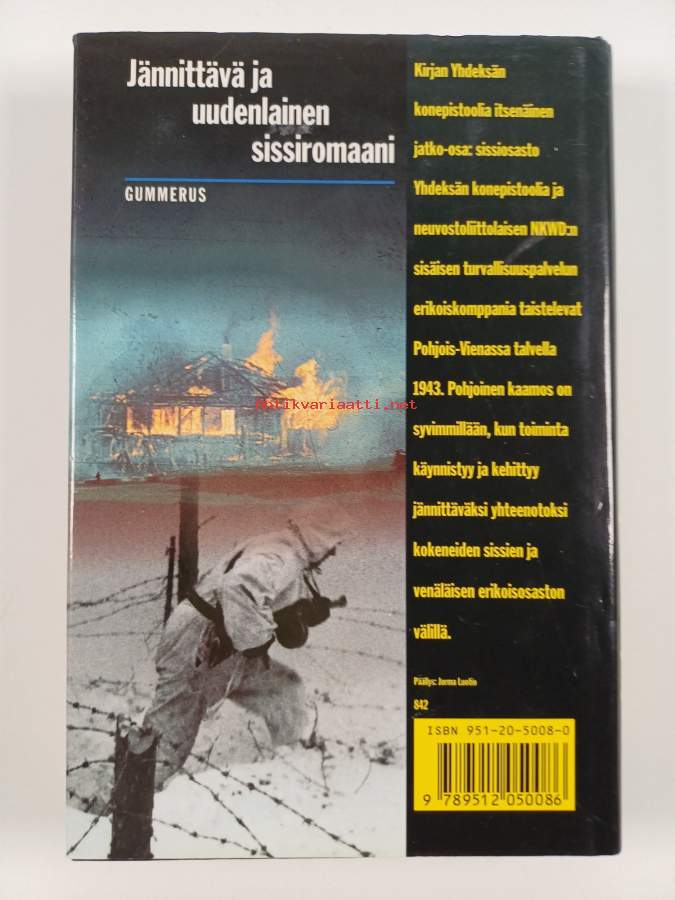 Jännittävä ja
uudenlainen
sissiromaani
GUMMERUS
Kirjan Yhdeksän
konepistoolia itsenäinen
jatko-osa: sissiosasto
Yhdeksän konepistoolia ja
neuvostoliittolaisen NKWD:n
sisäisen turvallisuuspalvelun
erikoiskomppania taistelevat
Pohjois-Vienassa talvella
1943. Pohjoinen kaamos on
syvimmillään, kun toiminta
käynnistyy ja kehittyy
jännittäväksi yhteenotoksi
kokeneiden sissien ja
venäläisen erikoisosaston
välillä.
Päällys: Jorma Luotio
842
ISBN 951-20-5008-0
9 789512 050086
antikvariaatti.net